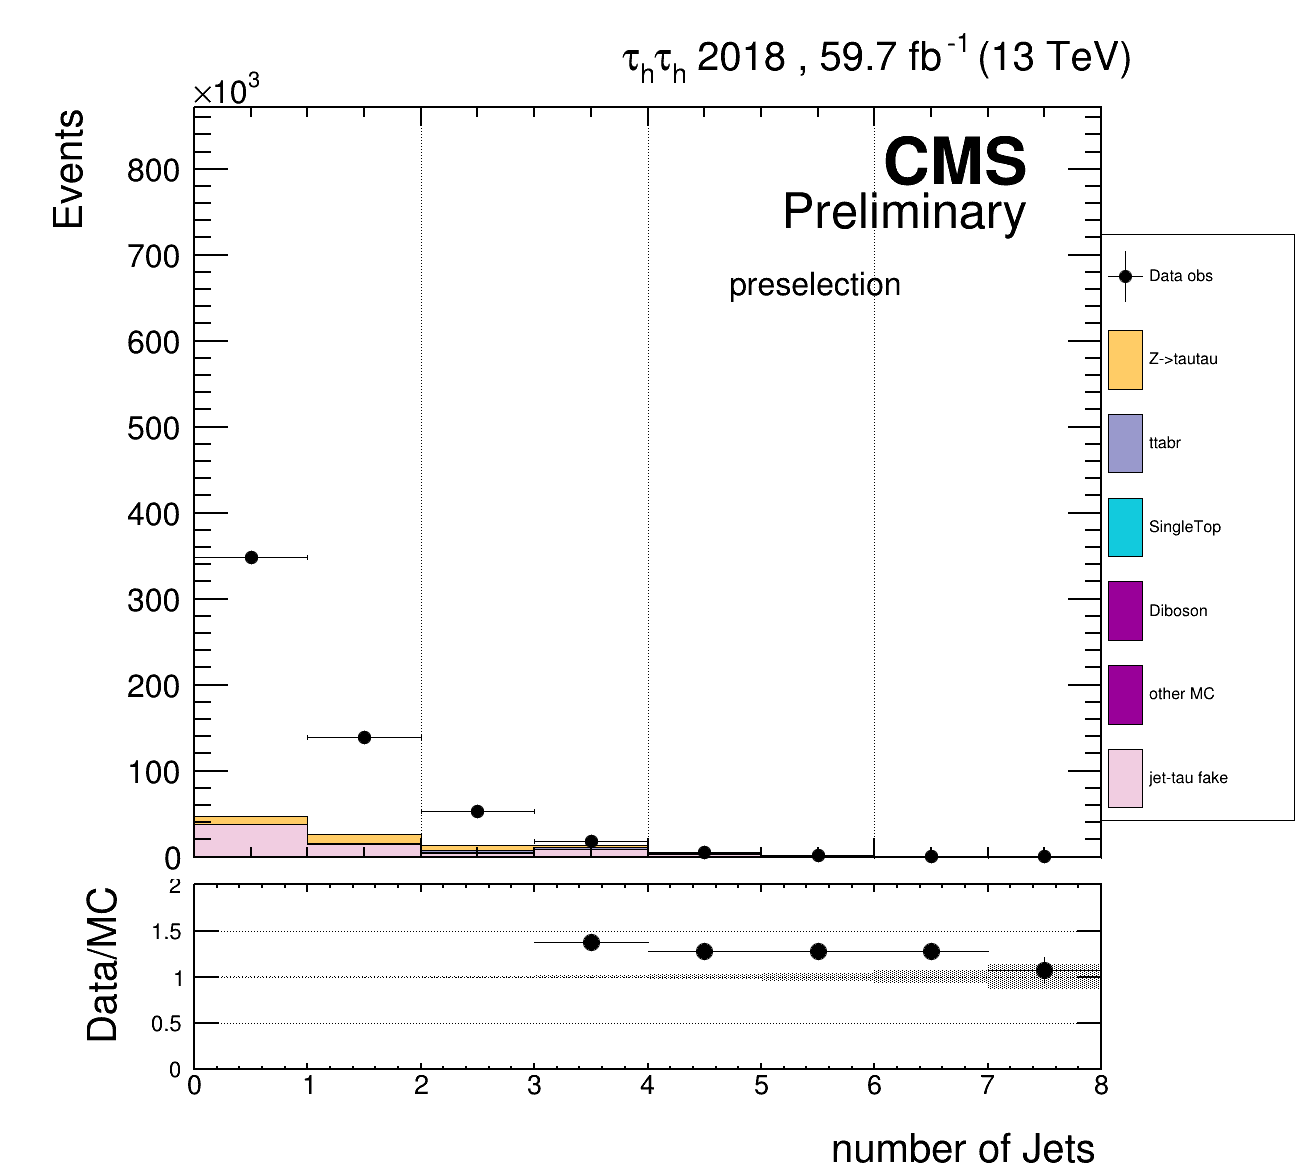 τhτh 2018 , 59.7 fb-1 (13 TeV)
×10³
Events
800
700
600
500
400
300
200
100
0
CMS
Preliminary
preselection
Data obs
Z->tautau
ttabr
SingleTop
Diboson
other MC
jet-tau fake
Data/MC
2
1.5
1
0.5
0
0 1 2 3 4 5 6 7 8
number of Jets